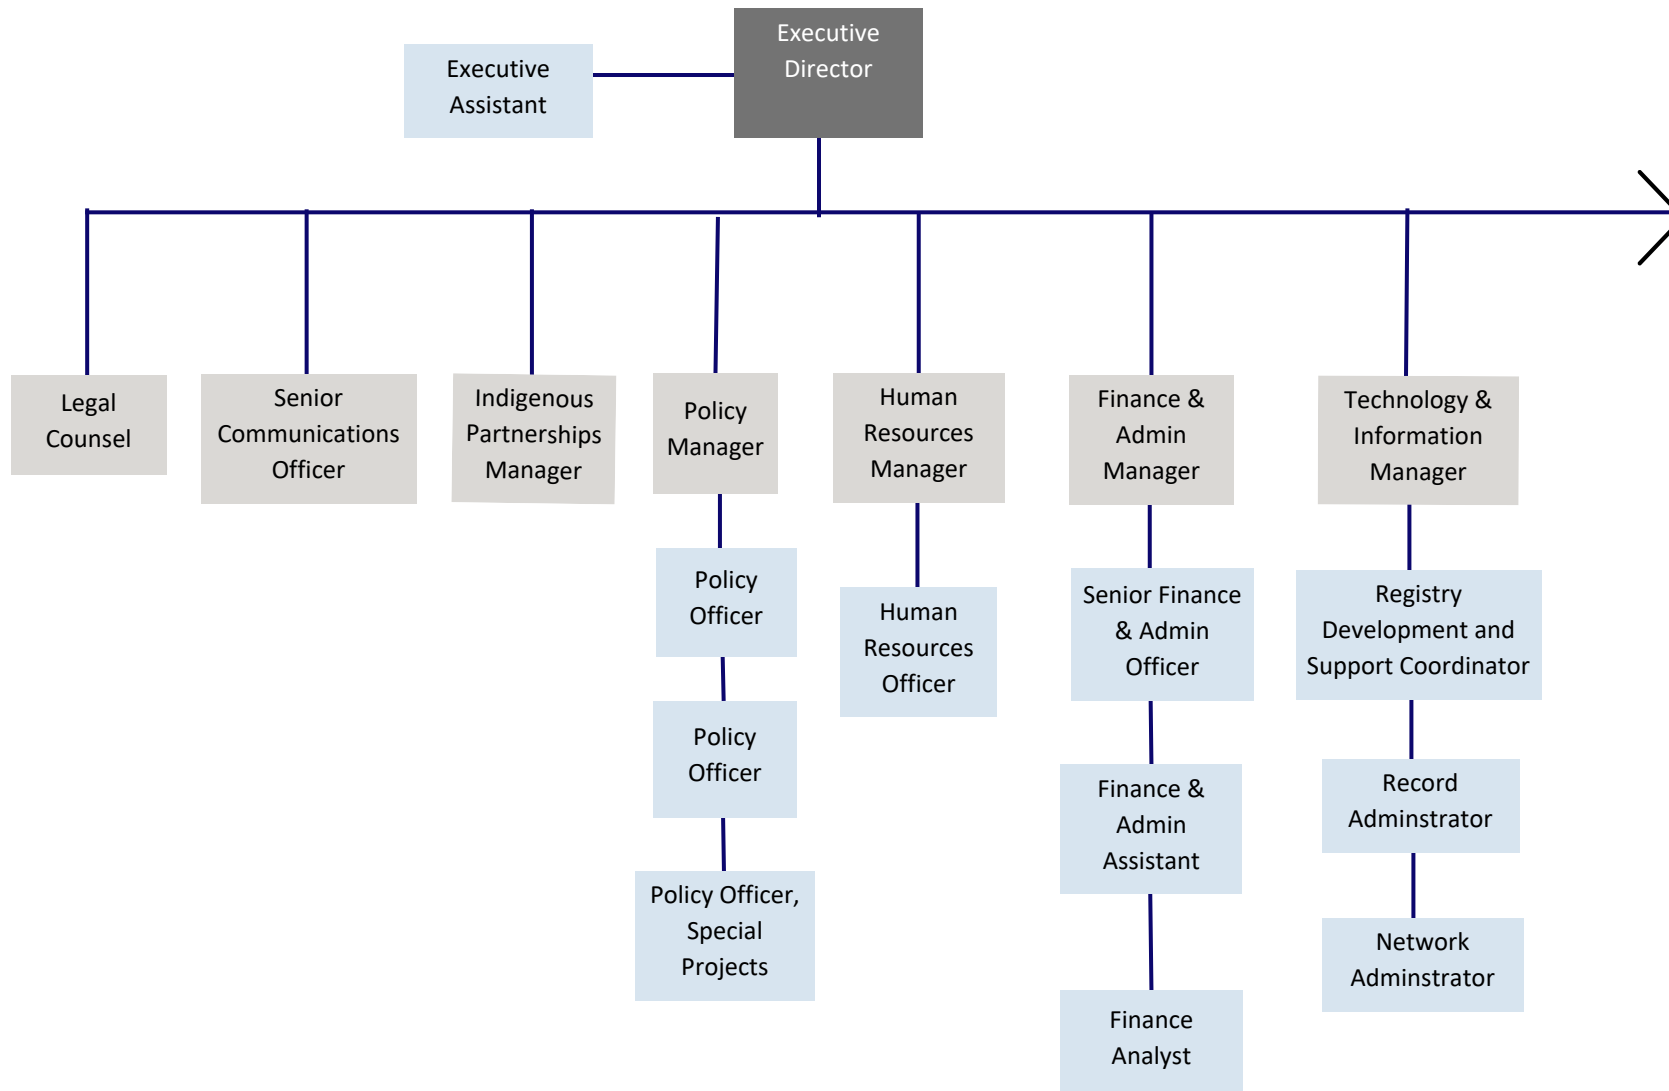 Executive
Director
Executive
Assistant
Legal
Counsel
Senior
Communications
Officer
Indigenous
Partnerships
Manager
Policy
Manager
Human
Resources
Manager
Finance &
Admin
Manager
Technology &
Information
Manager
Policy
Officer
Policy
Officer
Policy Officer,
Special
Projects
Human
Resources
Officer
Senior Finance
& Admin
Officer
Finance &
Admin
Assistant
Finance
Analyst
Registry
Development and
Support Coordinator
Record
Adminstrator
Network
Adminstrator